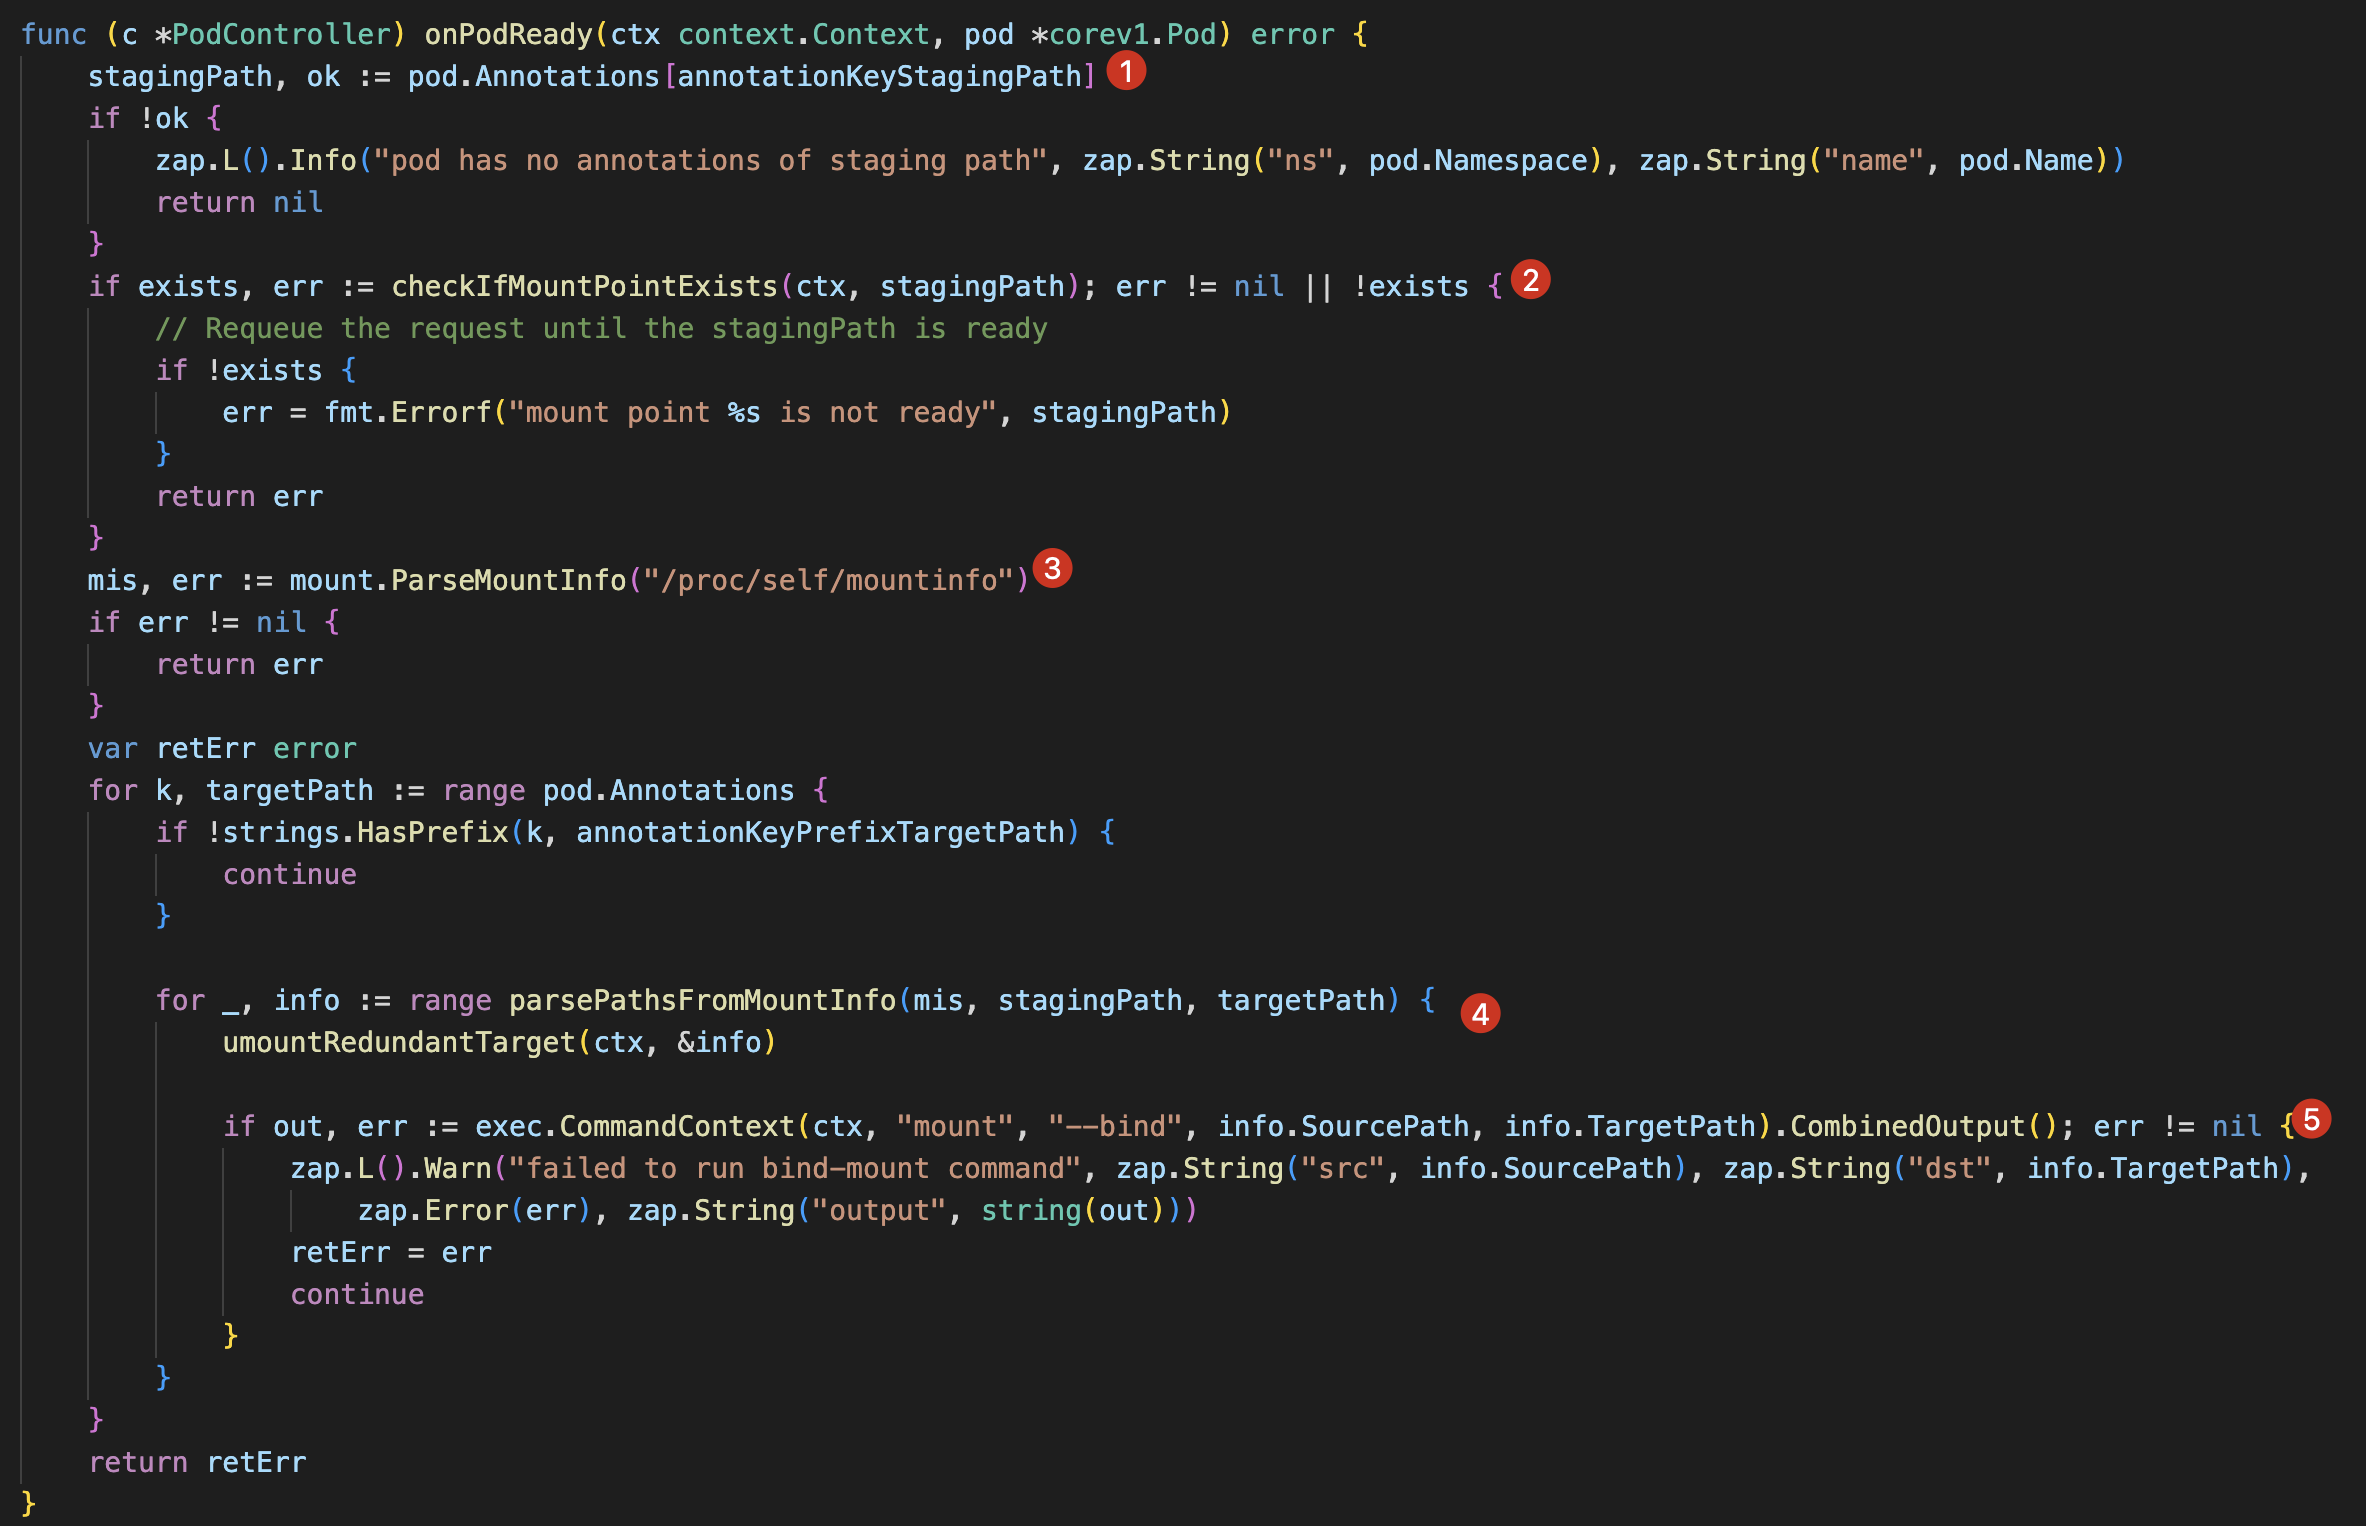 func (c *PodController) onPodReady(ctx context.Context, pod *corev1.Pod) error {
    stagingPath, ok := pod.Annotations[annotationKeyStagingPath] 1
    if !ok {
        zap.L().Info("pod has no annotations of staging path", zap.String("ns", pod.Namespace), zap.String("name", pod.Name))
        return nil
    }
    if exists, err := checkIfMountPointExists(ctx, stagingPath); err != nil || !exists { 2
        // Requeue the request until the stagingPath is ready
        if !exists {
            err = fmt.Errorf("mount point %s is not ready", stagingPath)
        }
        return err
    }
    mis, err := mount.ParseMountInfo("/proc/self/mountinfo") 3
    if err != nil {
        return err
    }
    var retErr error
    for k, targetPath := range pod.Annotations {
        if !strings.HasPrefix(k, annotationKeyPrefixTargetPath) {
            continue
        }

        for _, info := range parsePathsFromMountInfo(mis, stagingPath, targetPath) { 4
            umountRedundantTarget(ctx, &info)

            if out, err := exec.CommandContext(ctx, "mount", "--bind", info.SourcePath, info.TargetPath).CombinedOutput(); err != nil { 5
                zap.L().Warn("failed to run bind-mount command", zap.String("src", info.SourcePath), zap.String("dst", info.TargetPath),
                    zap.Error(err), zap.String("output", string(out)))
                retErr = err
                continue
            }
        }
    }
    return retErr
}